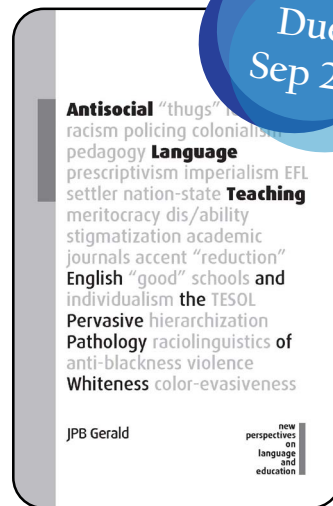 Due
Sep 2
Antisocial "thugs"
racism policing colonialism
pedagogy Language
prescriptivism imperialism EFL
settler nation-state Teaching
meritocracy dis/ability
stigmatization academic
journals accent "reduction"
English "good" schools and
individualism the TESOL
Pervasive hierarchization
Pathology raciolinguistics of
anti-blackness violence
Whiteness color-evasiveness
JPB Gerald
new
perspectives
on
language
and
education